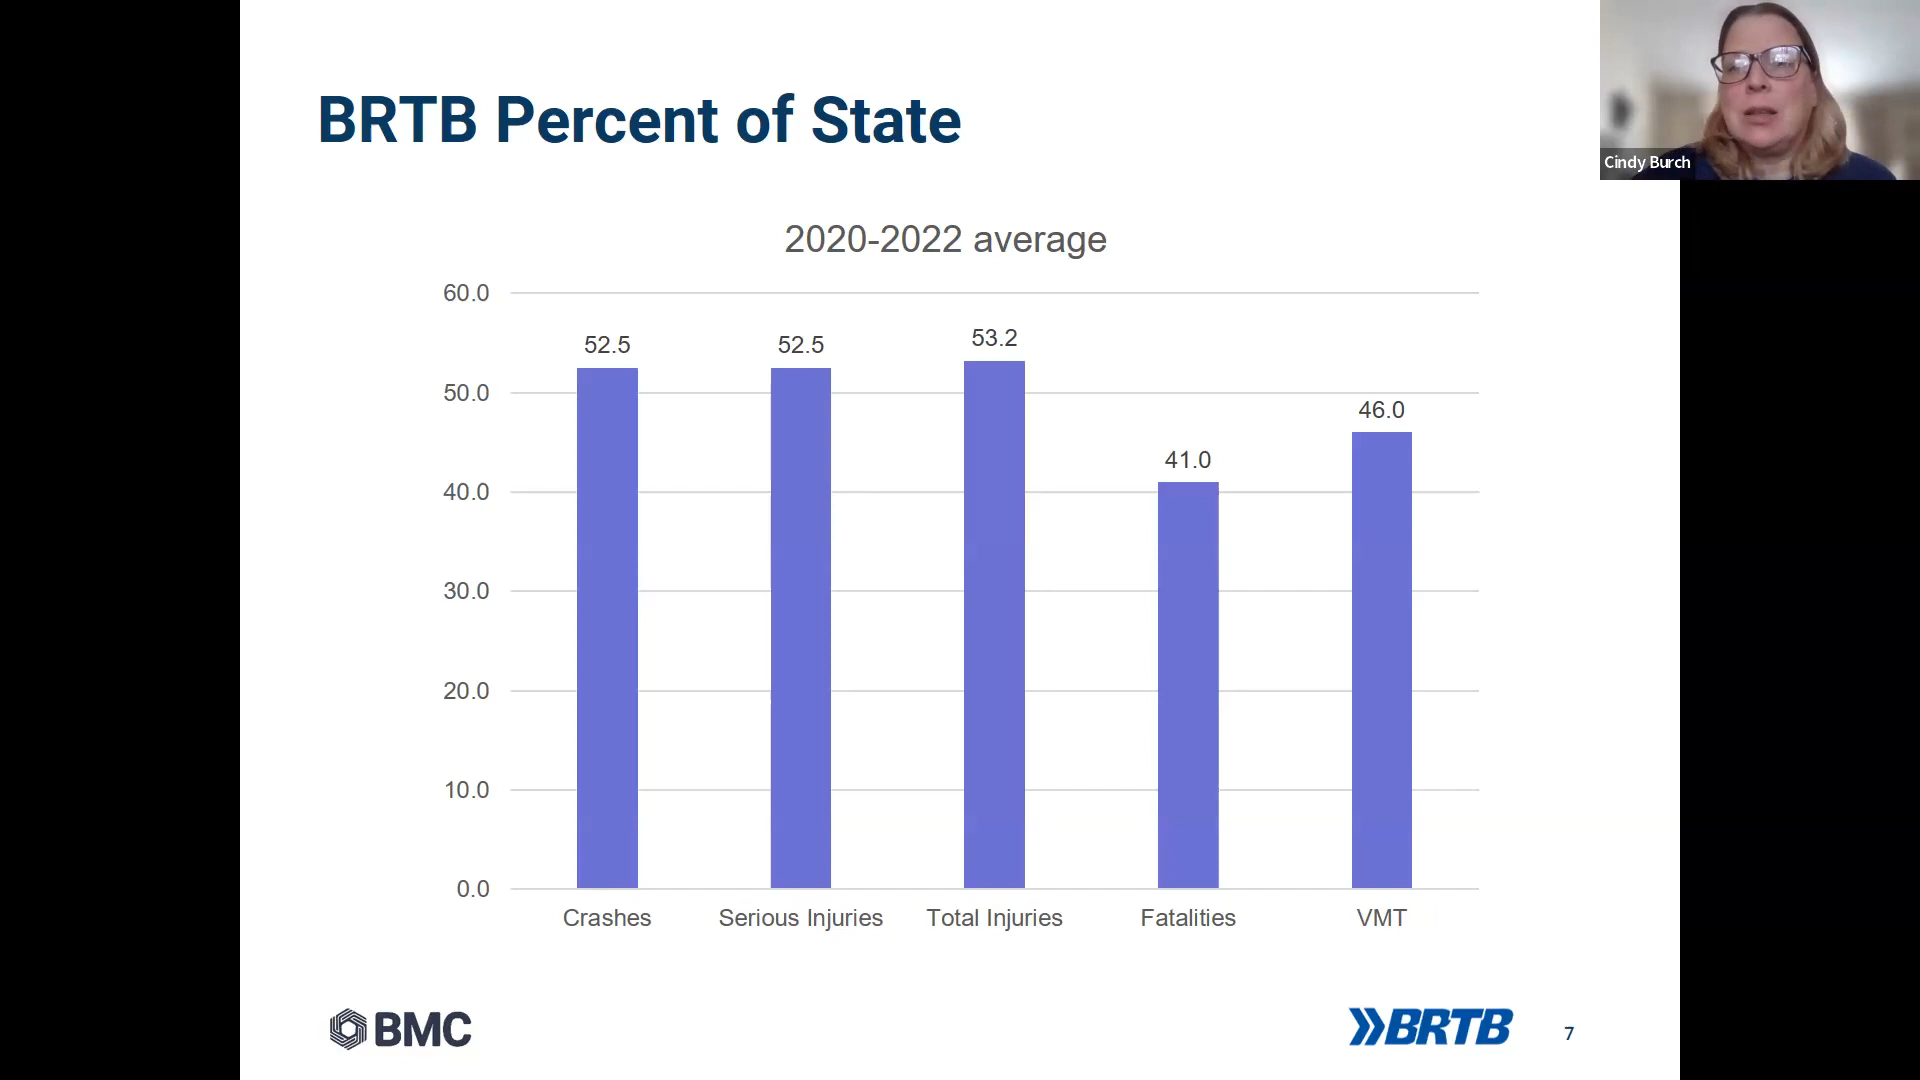 BRTB Percent of State
Cindy Burch
2020-2022 average
60.0
50.0
40.0
30.0
20.0
10.0
0.0
52.5
52.5
53.2
41.0
46.0
Crashes
Serious Injuries
Total Injuries
Fatalities
VMT
BMC
BRTB
7